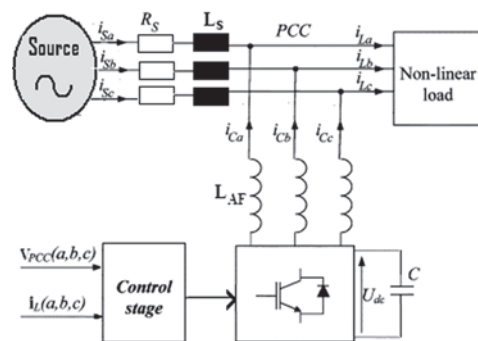 Source
i_Sa
i_Sb
i_Sc
R_S
L_s
PCC
i_La
i_Lb
i_Lc
Non-linear
load
i_Ca
i_Cb
i_Cc
L_AF
V_PCC(a,b,c)
i_L(a,b,c)
Control
stage
U_dc
C